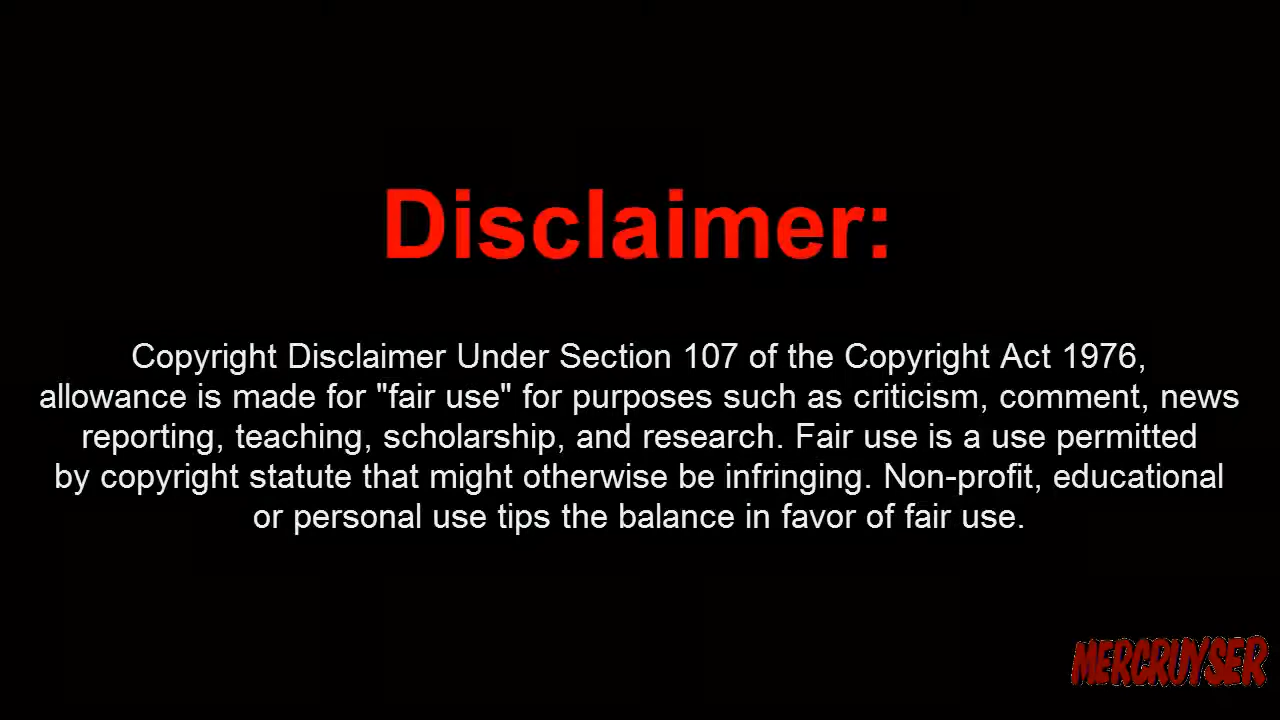 Disclaimer:
Copyright Disclaimer Under Section 107 of the Copyright Act 1976,
allowance is made for "fair use" for purposes such as criticism, comment, news
reporting, teaching, scholarship, and research. Fair use is a use permitted
by copyright statute that might otherwise be infringing. Non-profit, educational
or personal use tips the balance in favor of fair use.
MERCRUYSER